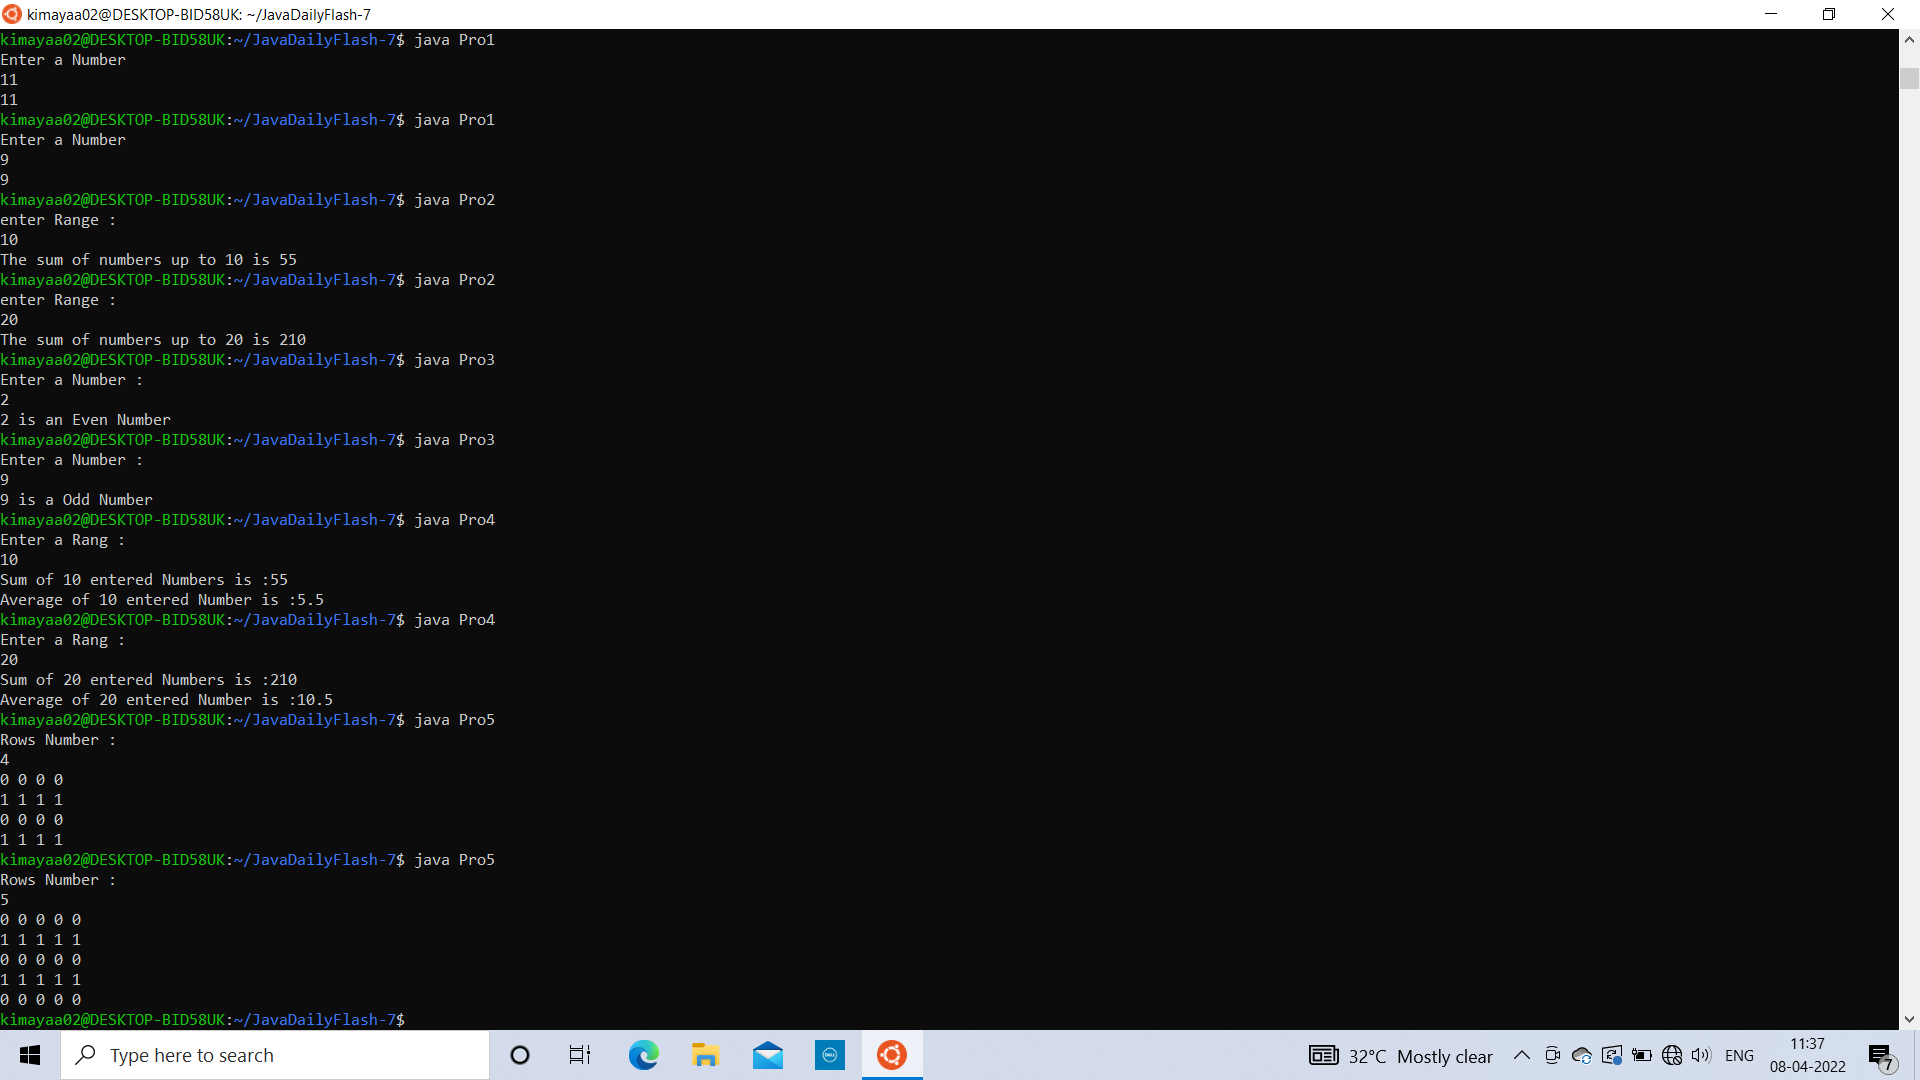 kimayaa02@DESKTOP-BID58UK: ~/JavaDailyFlash-7
kimayaa02@DESKTOP-BID58UK:~/JavaDailyFlash-7$ java Pro1
Enter a Number
11
11
kimayaa02@DESKTOP-BID58UK:~/JavaDailyFlash-7$ java Pro1
Enter a Number
9
9
kimayaa02@DESKTOP-BID58UK:~/JavaDailyFlash-7$ java Pro2
enter Range :
10
The sum of numbers up to 10 is 55
kimayaa02@DESKTOP-BID58UK:~/JavaDailyFlash-7$ java Pro2
enter Range :
20
The sum of numbers up to 20 is 210
kimayaa02@DESKTOP-BID58UK:~/JavaDailyFlash-7$ java Pro3
Enter a Number :
2
2 is an Even Number
kimayaa02@DESKTOP-BID58UK:~/JavaDailyFlash-7$ java Pro3
Enter a Number :
9
9 is a Odd Number
kimayaa02@DESKTOP-BID58UK:~/JavaDailyFlash-7$ java Pro4
Enter a Rang :
10
Sum of 10 entered Numbers is :55
Average of 10 entered Number is :5.5
kimayaa02@DESKTOP-BID58UK:~/JavaDailyFlash-7$ java Pro4
Enter a Rang :
20
Sum of 20 entered Numbers is :210
Average of 20 entered Number is :10.5
kimayaa02@DESKTOP-BID58UK:~/JavaDailyFlash-7$ java Pro5
Rows Number :
4
0 0 0 0
1 1 1 1
0 0 0 0
1 1 1 1
kimayaa02@DESKTOP-BID58UK:~/JavaDailyFlash-7$ java Pro5
Rows Number :
5
0 0 0 0 0
1 1 1 1 1
0 0 0 0 0
1 1 1 1 1
0 0 0 0 0
kimayaa02@DESKTOP-BID58UK:~/JavaDailyFlash-7$
Type here to search
DELL
32°C Mostly clear
ENG
11:37
08-04-2022
7